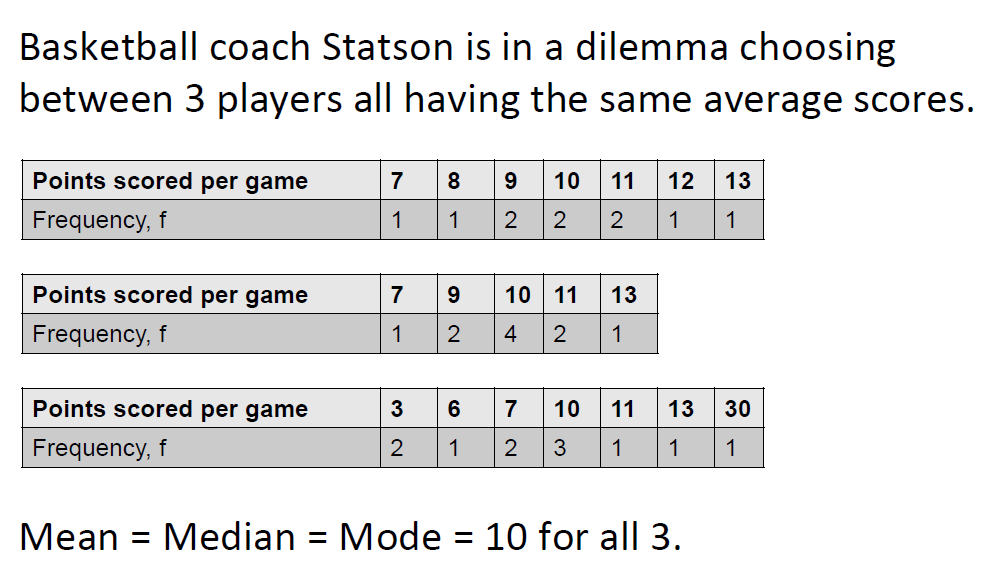 Basketball coach Statson is in a dilemma choosing
between 3 players all having the same average scores.
Points scored per game 7 8 9 10 11 12 13
Frequency, f 1 1 2 2 2 1 1
Points scored per game 7 9 10 11 13
Frequency, f 1 2 4 2 1
Points scored per game 3 6 7 10 11 13 30
Frequency, f 2 1 2 3 1 1 1
Mean = Median = Mode = 10 for all 3.